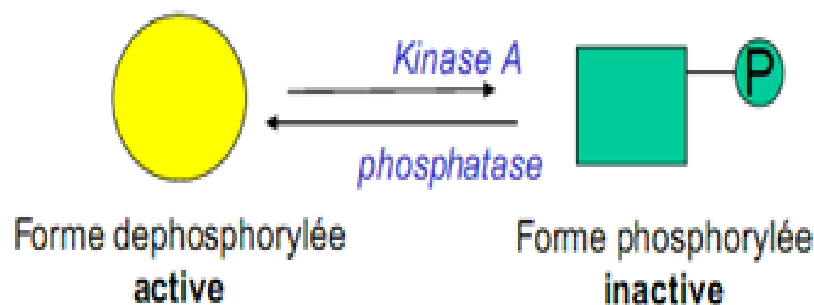 Kinase A
P
phosphatase
Forme dephosphorylée
active
Forme phosphorylée
inactive